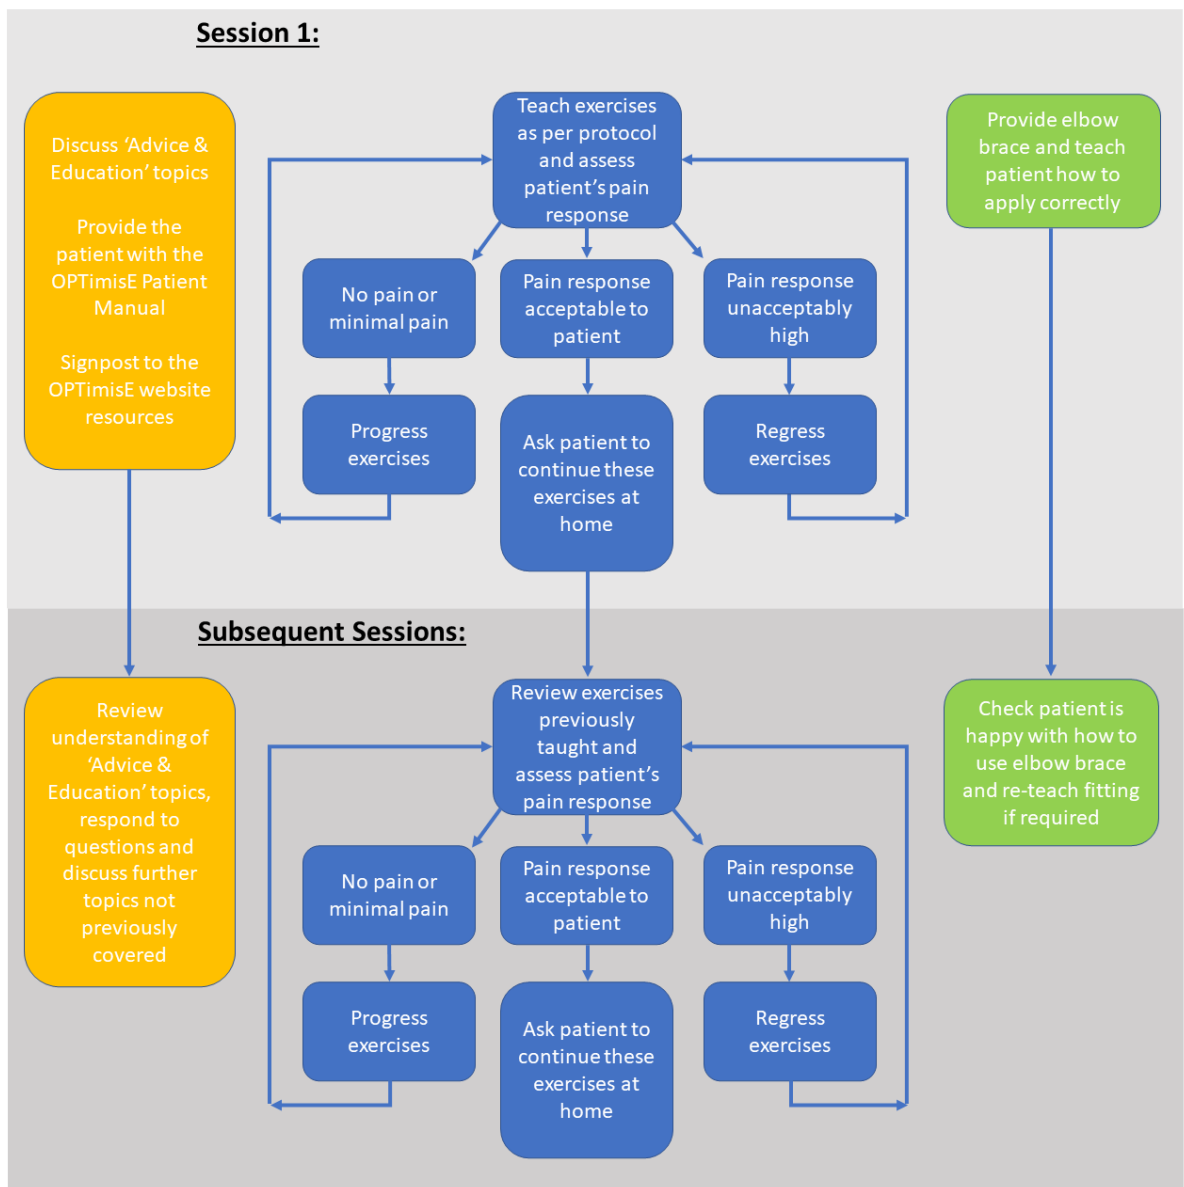 Session 1:
Discuss ‘Advice &
Education’ topics
Provide the
patient with the
OPTimisE Patient
Manual
Signpost to the
OPTimisE website
resources
Teach exercises
as per protocol
and assess
patient’s pain
response
No pain or
minimal pain
Progress
exercises
Pain response
acceptable to
patient
Ask patient to
continue these
exercises at
home
Pain response
unacceptably
high
Regress
exercises
Provide elbow
brace and teach
patient how to
apply correctly
Subsequent Sessions:
Review
understanding of
‘Advice &
Education’ topics,
respond to
questions and
discuss further
topics not
previously
covered
Review exercises
previously
taught and
assess patient’s
pain response
No pain or
minimal pain
Progress
exercises
Pain response
acceptable to
patient
Ask patient to
continue these
exercises at
home
Pain response
unacceptably
high
Regress
exercises
Check patient is
happy with how to
use elbow brace
and re-teach fitting
if required